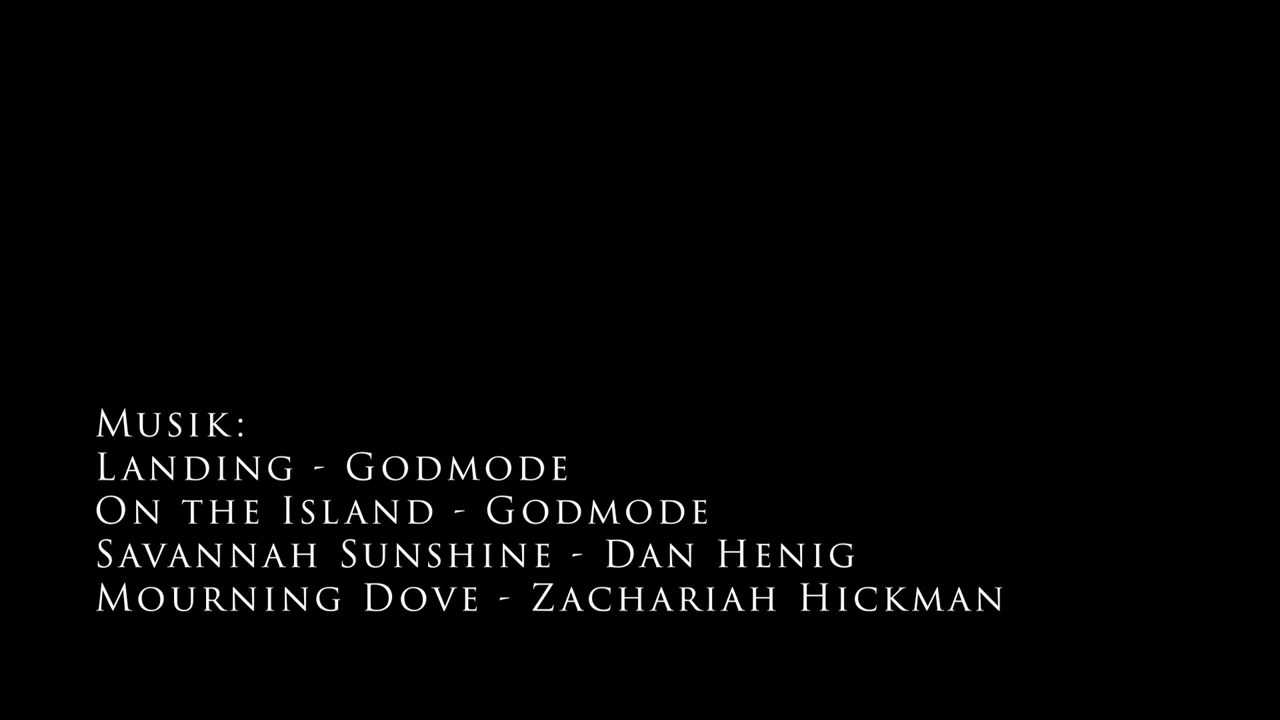 Musik:
Landing - Godmode
On the Island - Godmode
Savannah Sunshine - Dan Henig
Mourning Dove - Zachariah Hickman